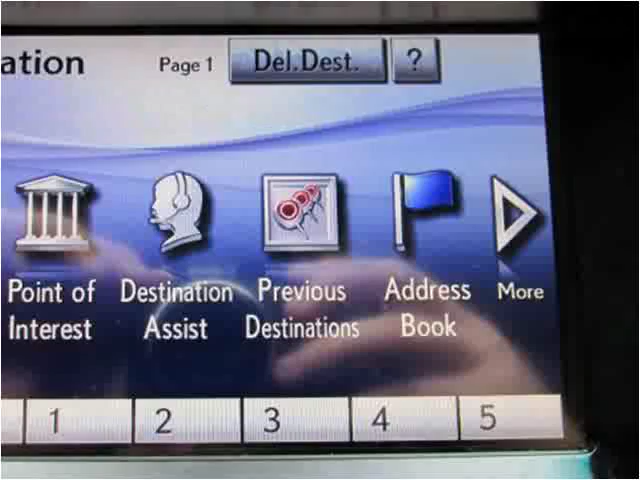 ation Page 1 Del.Dest. ?
Point of Interest
Destination Assist
Previous Destinations
Address Book
More
1 2 3 4 5